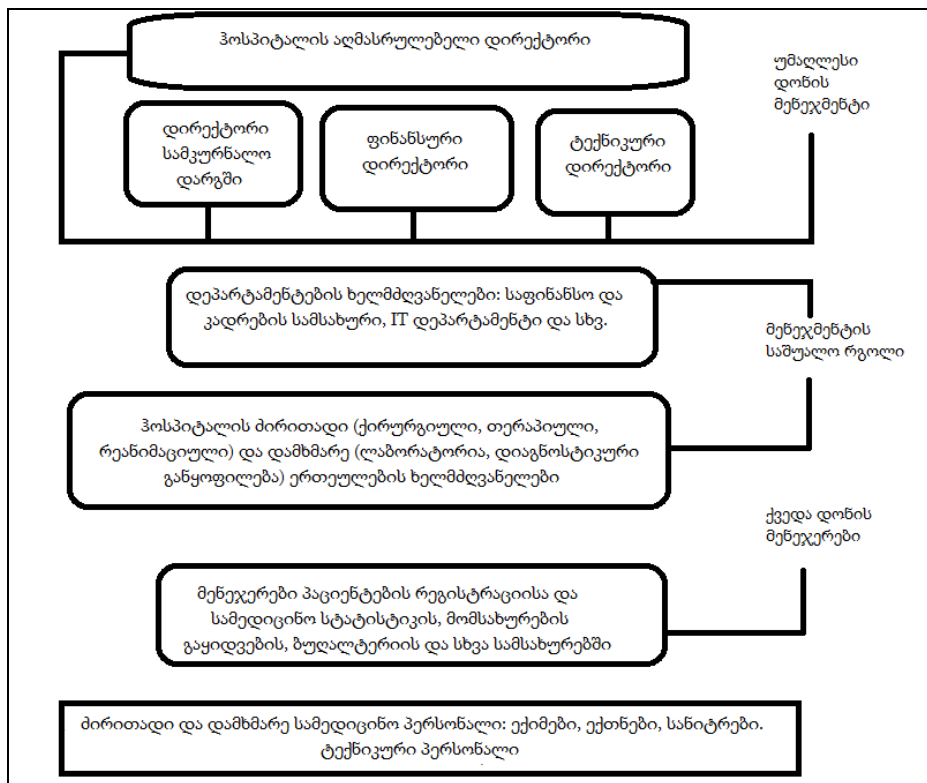 ჰოსპიტალის აღმასრულებელი დირექტორი
უმაღლესი
დონის
მენეჯმენტი
დირექტორი
სამკურნალო
დარგში
ფინანსური
დირექტორი
ტექნიკური
დირექტორი
დეპარტამენტების ხელმძღვანელები: საფინანსო და
კადრების სამსახური, IT დეპარტამენტი და სხვ.
მენეჯმენტის
საშუალო რგოლი
ჰოსპიტალის ძირითადი (ქირურგიული, თერაპიული,
რეანიმაციული) და დამხმარე (ლაბორატორია, დიაგნოსტიკური
განყოფილება) ერთეულების ხელმძღვანელები
ქვედა დონის
მენეჯერები
მენეჯერები პაციენტების რეგისტრაციისა და
სამედიცინო სტატისტიკის, მომსახურების
გაყიდვების, ბუღალტერიის და სხვა სამსახურებში
ძირითადი და დამხმარე სამედიცინო პერსონალი: ექიმები, ექთნები, სანიტრები.
ტექნიკური პერსონალი